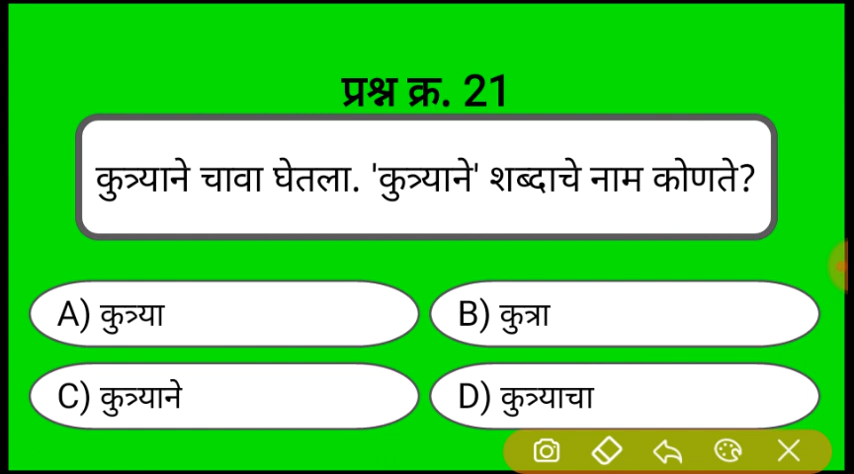 प्रश्न क्र. 21
कुत्र्याने चावा घेतला. 'कुत्र्याने' शब्दाचे नाम कोणते?
A) कुत्र्या
B) कुत्रा
C) कुत्र्याने
D) कुत्र्याचा